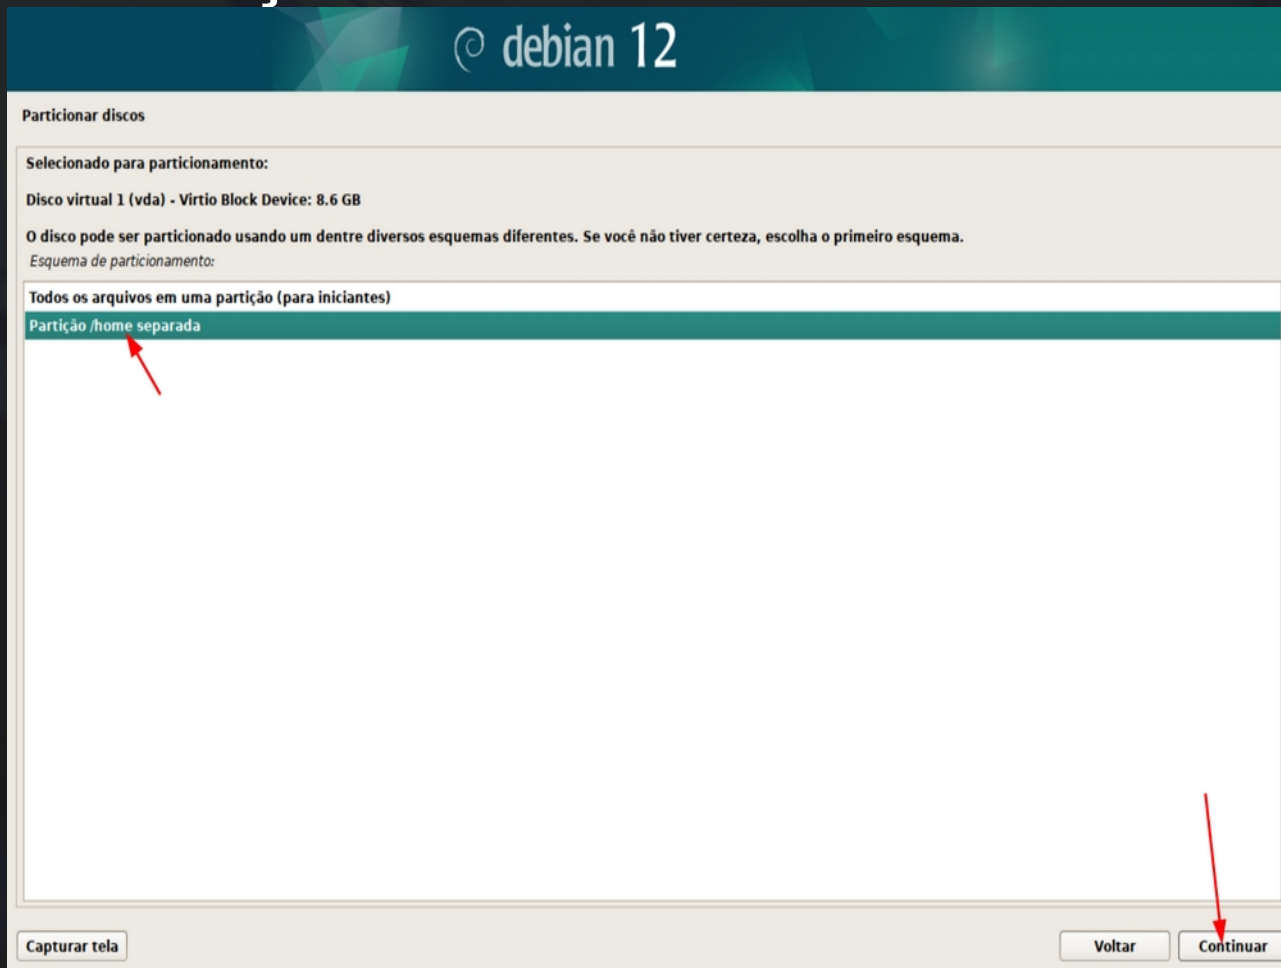 debian 12
Particionar discos
Selecionado para particionamento:
Disco virtual 1 (vda) - Virtio Block Device: 8.6 GB
O disco pode ser particionado usando um dentre diversos esquemas diferentes. Se você não tiver certeza, escolha o primeiro esquema.
Esquema de particionamento:
Todos os arquivos em uma partição (para iniciantes)
Partição /home separada
Capturar tela
Voltar
Continuar